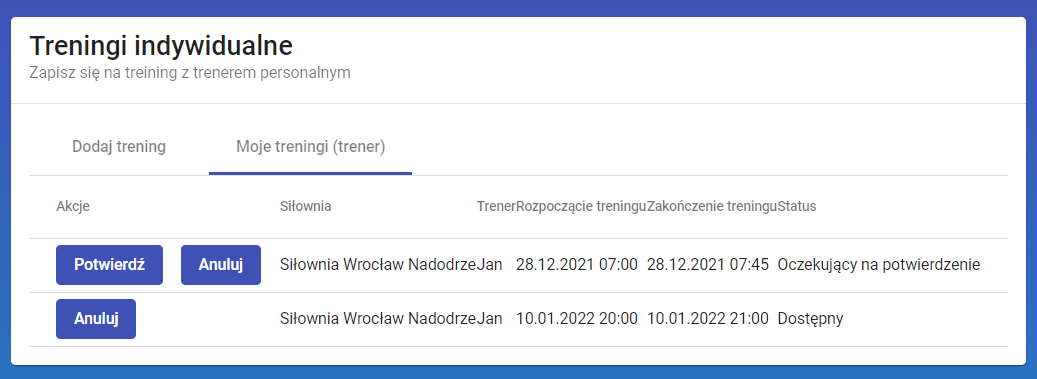 Treningi indywidualne
Zapisz się na treining z trenerem personalnym
Dodaj trening Moje treningi (trener)
Akcje Siłownia Trener Rozpoczącie treningu Zakończenie treningu Status
Potwierdź Anuluj Siłownia Wrocław Nadodrze Jan 28.12.2021 07:00 28.12.2021 07:45 Oczekujący na potwierdzenie
Anuluj Siłownia Wrocław Nadodrze Jan 10.01.2022 20:00 10.01.2022 21:00 Dostępny